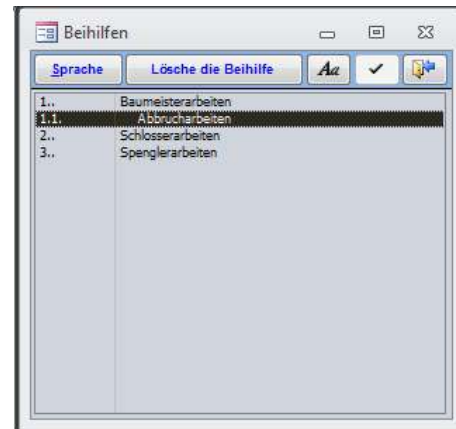 Beihilfen
Sprache Lösche die Beihilfe Aa
1.. Baumeisterarbeiten
1.1. Abbrucharbeiten
2.. Schlosserarbeiten
3.. Spenglerarbeiten